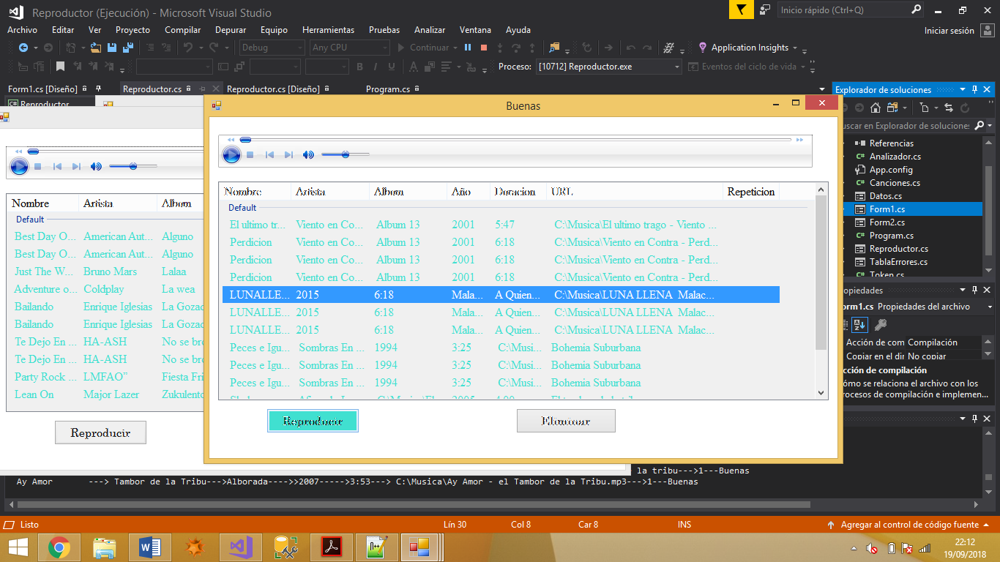 Reproductor (Ejecución) - Microsoft Visual Studio
Inicio rápido (Ctrl+Q)
Archivo Editar Ver Proyecto Compilar Depurar Equipo Herramientas Pruebas Analizar Ventana Ayuda
Iniciar sesión
Debug Any CPU Continuar Application Insights
Proceso: [10712] Reproductor.exe Eventos del ciclo de vida
Form1.cs [Diseño] Reproductor.cs Reproductor.cs [Diseño] Program.cs
Reproductor
Nombre Artista Album
Default
Best Day O... American Aut... Alguno
Best Day O... American Aut... Alguno
Just The W... Bruno Mars Lalaa
Adventure o... Coldplay La wea
Bailando Enrique Iglesias La Gozad
Bailando Enrique Iglesias La Gozad
Te Dejo En ... HA-ASH No se bro
Te Dejo En ... HA-ASH No se bro
Party Rock ... LMFAO” Fiesta Fri
Lean On Major Lazer Zukulento
Reproducir
Buenas
Nombre Artista Album Año Duracion URL Repeticion
Default
El ultimo tr... Viento en Co... Album 13 2001 5:47 C:\Musica\El ultimo trago - Viento ...
Perdicion Viento en Co... Album 13 2001 6:18 C:\Musica\Viento en Contra - Perd...
Perdicion Viento en Co... Album 13 2001 6:18 C:\Musica\Viento en Contra - Perd...
Perdicion Viento en Co... Album 13 2001 6:18 C:\Musica\Viento en Contra - Perd...
LUNALLE... 2015 6:18 Mala... A Quien... C:\Musica\LUNA LLENA Malac...
LUNALLE... 2015 6:18 Mala... A Quien... C:\Musica\LUNA LLENA Malac...
LUNALLE... 2015 6:18 Mala... A Quien... C:\Musica\LUNA LLENA Malac...
Peces e Igu... Sombras En ... 1994 3:25 C:\Musi... Bohemia Suburbana
Peces e Igu... Sombras En ... 1994 3:25 C:\Musi... Bohemia Suburbana
Peces e Igu... Sombras En ... 1994 3:25 C:\Musi... Bohemia Suburbana
Reproducir Eliminar
Explorador de soluciones
uscar en Explorador de soluciones
Referencias
Analizador.cs
App.config
Canciones.cs
Datos.cs
Form1.cs
Form2.cs
Program.cs
Reproductor.cs
TablaErrores.cs
Token.cs
ropiedades
orm1.cs Propiedades del archivo
Acción de com Compilación
Copiar en el dir No copiar
cción de compilación
ómo se relaciona el archivo con los
rocesos de compilación e implemen...
la tribu--->1---Buenas
Ay Amor ---> Tambor de la Tribu--->Alborada---->>2007----->3:53---> C:\Musica\Ay Amor - el Tambor de la Tribu.mp3--->1---Buenas
Listo Lín 30 Col 8 Car 8 INS Agregar al control de código fuente
22:12
19/09/2018